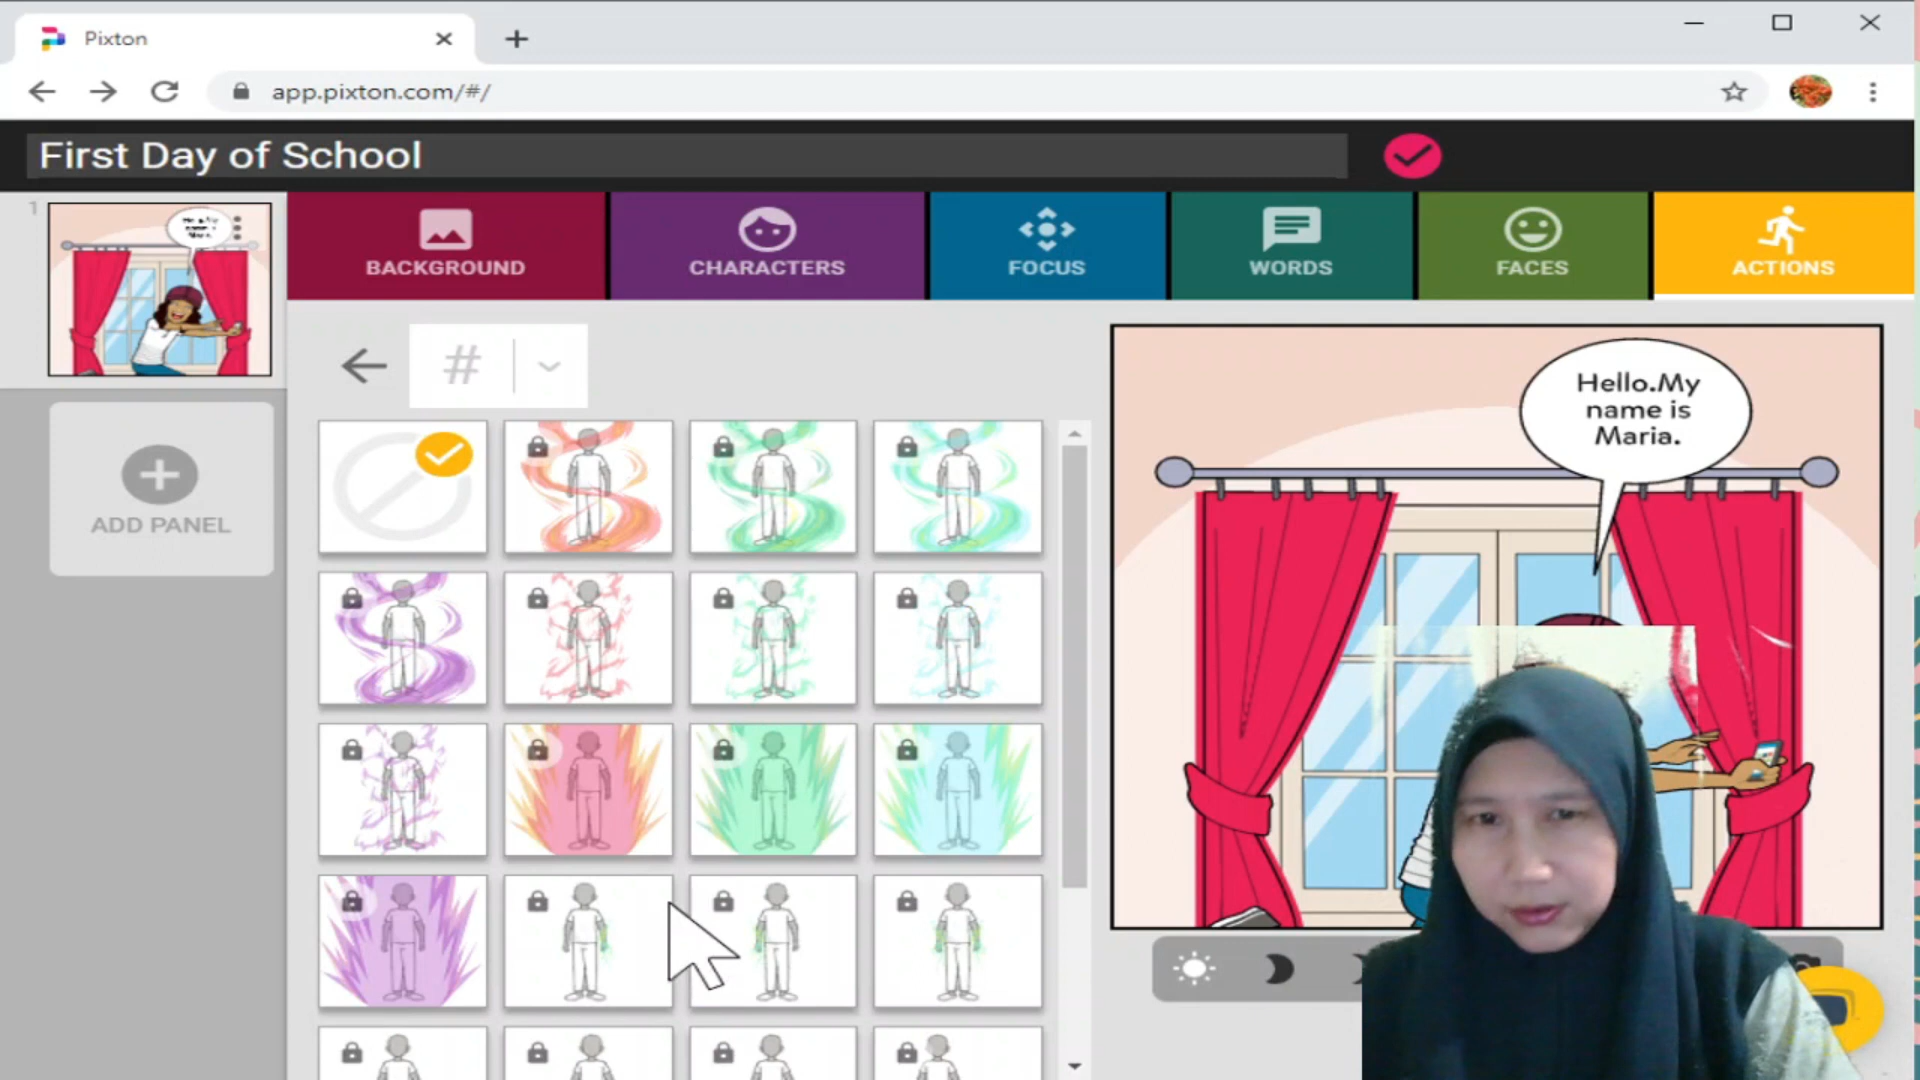 Pixton
app.pixton.com/#/
First Day of School
1
BACKGROUND
CHARACTERS
FOCUS
WORDS
FACES
ACTIONS
#
ADD PANEL
Hello.My
name is
Maria.